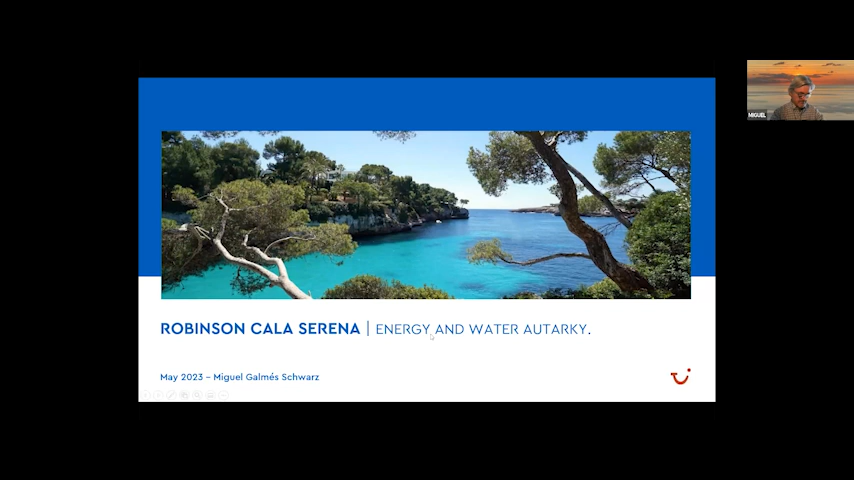 MIGUEL
ROBINSON CALA SERENA | ENERGY AND WATER AUTARKY.
May 2023 – Miguel Galmés Schwarz